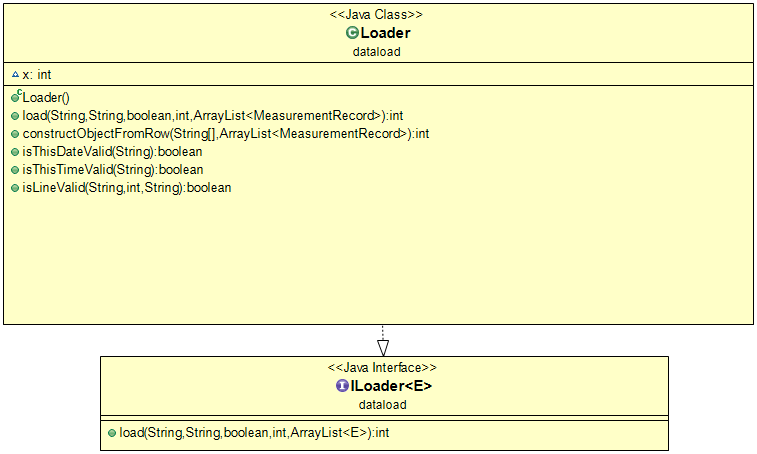 <<Java Class>>
Loader
dataload
x: int
Loader()
load(String,String,boolean,int,ArrayList<MeasurementRecord>):int
constructObjectFromRow(String[],ArrayList<MeasurementRecord>):int
isThisDateValid(String):boolean
isThisTimeValid(String):boolean
isLineValid(String,int,String):boolean
<<Java Interface>>
ILoader<E>
dataload
load(String,String,boolean,int,ArrayList<E>):int